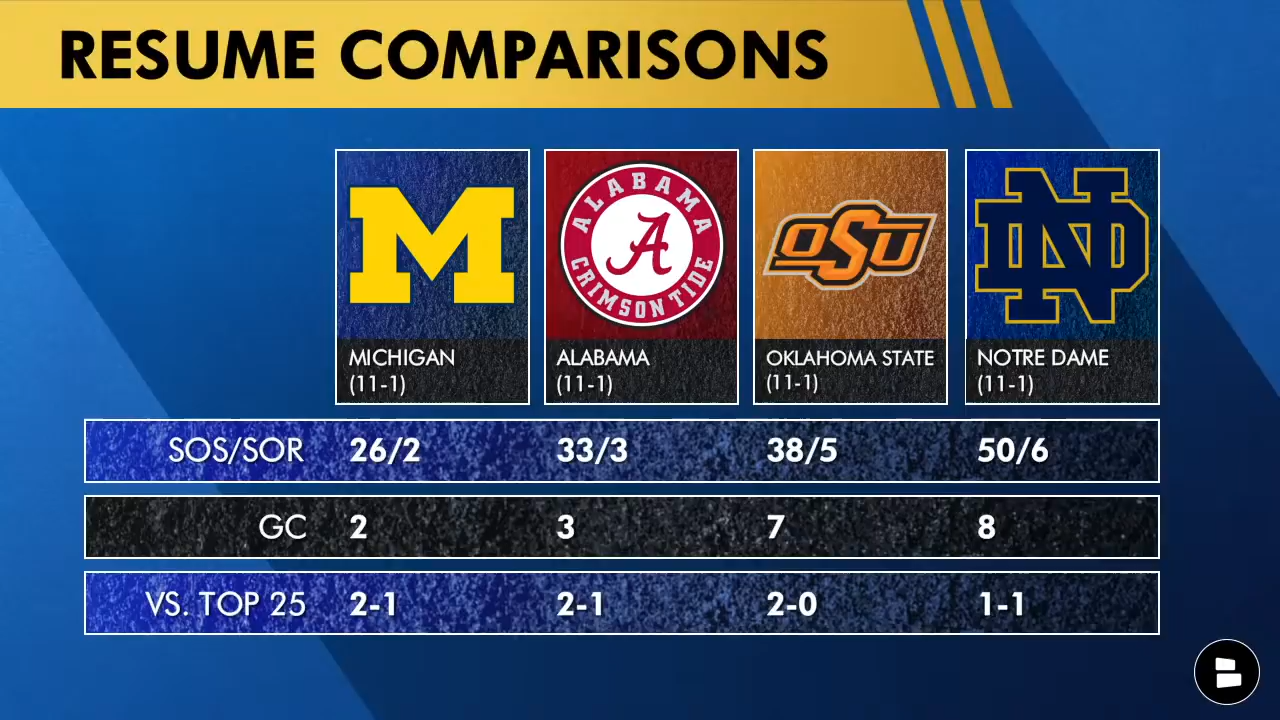 RESUME COMPARISONS
M
ALABAMA
A
CRIMSON TIDE
OSU
ND
MICHIGAN
(11-1)
ALABAMA
(11-1)
OKLAHOMA STATE
(11-1)
NOTRE DAME
(11-1)
SOS/SOR 26/2 33/3 38/5 50/6
GC 2 3 7 8
VS. TOP 25 2-1 2-1 2-0 1-1